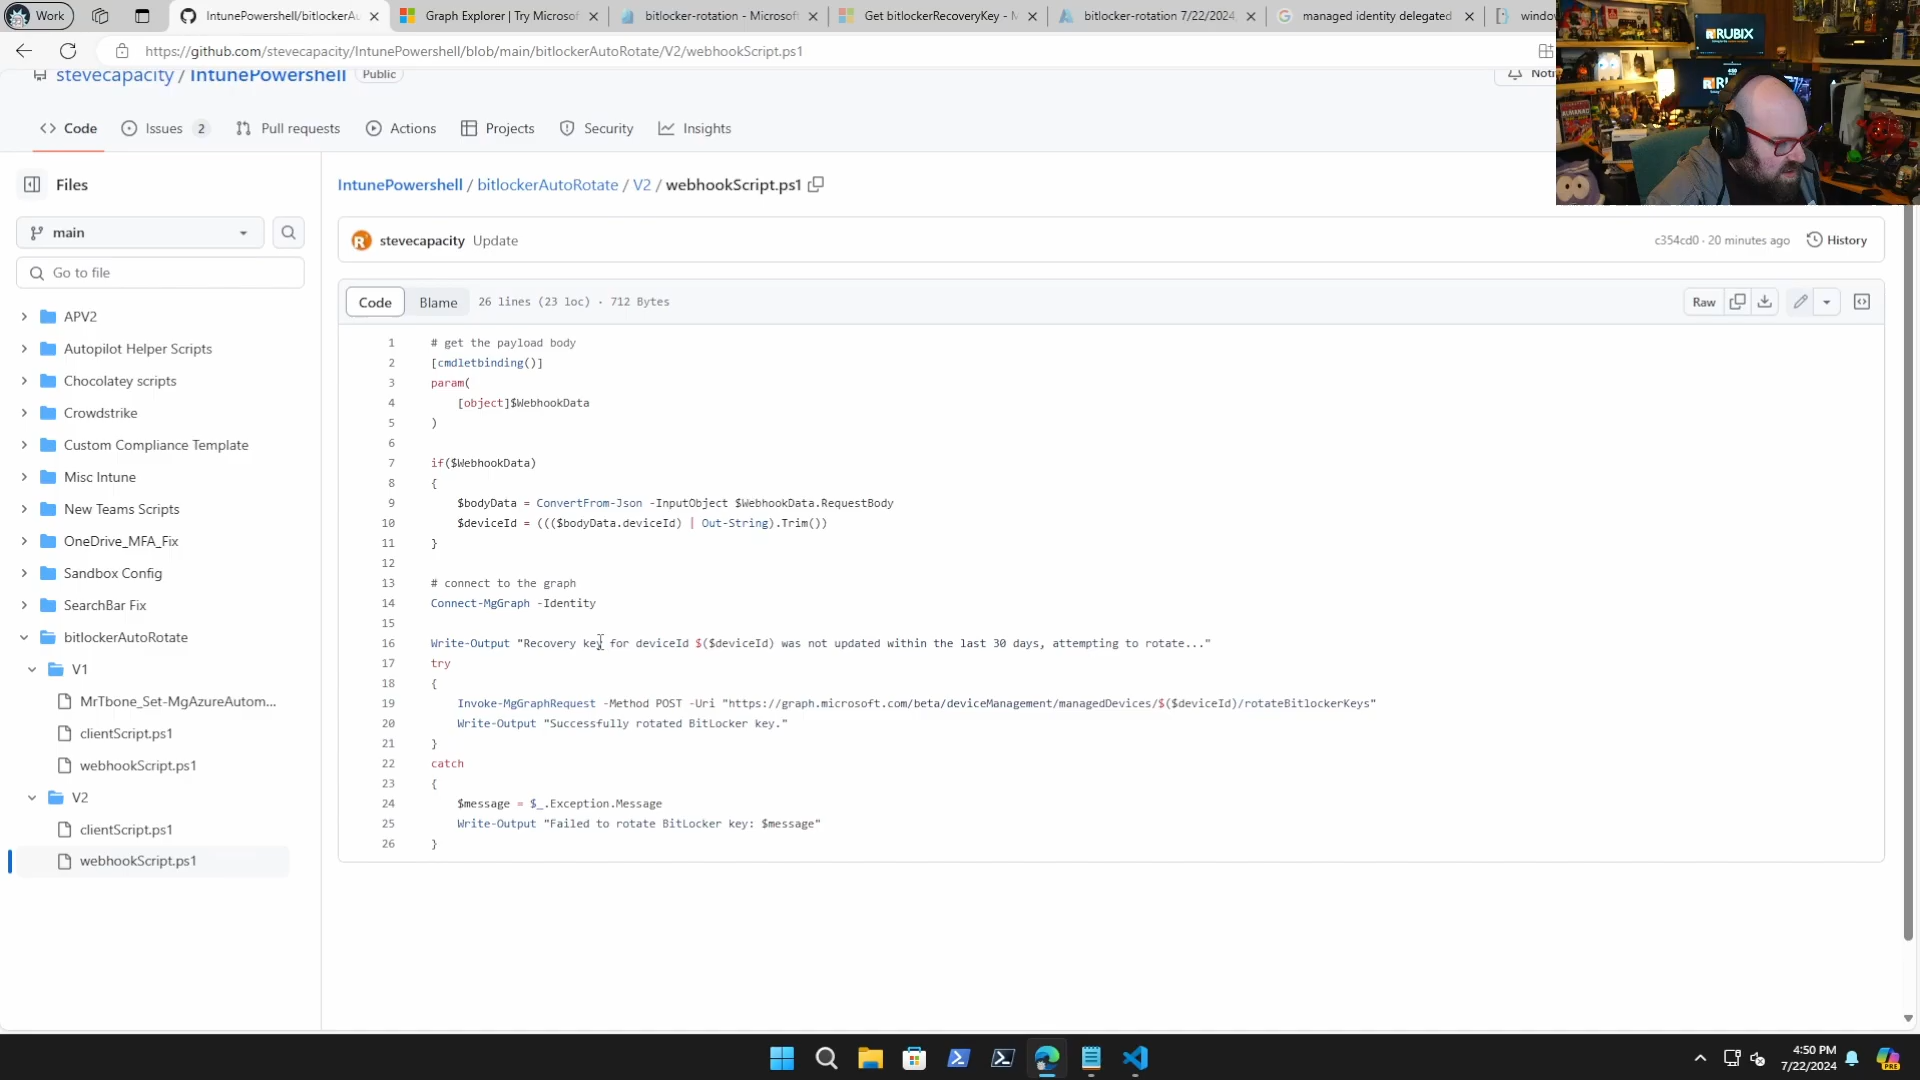 Work
IntunePowershell/bitlockerAu
Graph Explorer | Try Microsof
bitlocker-rotation - Microsoft
Get bitlockerRecoveryKey - M
bitlocker-rotation 7/22/2024
managed identity delegated
window
https://github.com/stevecapacity/IntunePowershell/blob/main/bitlockerAutoRotate/V2/webhookScript.ps1
RUBIX
stevecapacity / IntunePowershell Public
Noti
Code Issues 2 Pull requests Actions Projects Security Insights
Files
main
Go to file
APV2
Autopilot Helper Scripts
Chocolatey scripts
Crowdstrike
Custom Compliance Template
Misc Intune
New Teams Scripts
OneDrive_MFA_Fix
Sandbox Config
SearchBar Fix
bitlockerAutoRotate
V1
MrTbone_Set-MgAzureAutom...
clientScript.ps1
webhookScript.ps1
V2
clientScript.ps1
webhookScript.ps1
IntunePowershell / bitlockerAutoRotate / V2 / webhookScript.ps1
stevecapacity Update
c354cd0 · 20 minutes ago History
Code Blame 26 lines (23 loc) · 712 Bytes
Raw
1 # get the payload body
2 [cmdletbinding()]
3 param(
4 [object]$WebhookData
5 )
6
7 if($WebhookData)
8 {
9 $bodyData = ConvertFrom-Json -InputObject $WebhookData.RequestBody
10 $deviceId = ((($bodyData.deviceId) | Out-String).Trim())
11 }
12
13 # connect to the graph
14 Connect-MgGraph -Identity
15
16 Write-Output "Recovery key for deviceId $($deviceId) was not updated within the last 30 days, attempting to rotate..."
17 try
18 {
19 Invoke-MgGraphRequest -Method POST -Uri "https://graph.microsoft.com/beta/deviceManagement/managedDevices/$($deviceId)/rotateBitlockerKeys"
20 Write-Output "Successfully rotated BitLocker key."
21 }
22 catch
23 {
24 $message = $_.Exception.Message
25 Write-Output "Failed to rotate BitLocker key: $message"
26 }
4:50 PM
7/22/2024